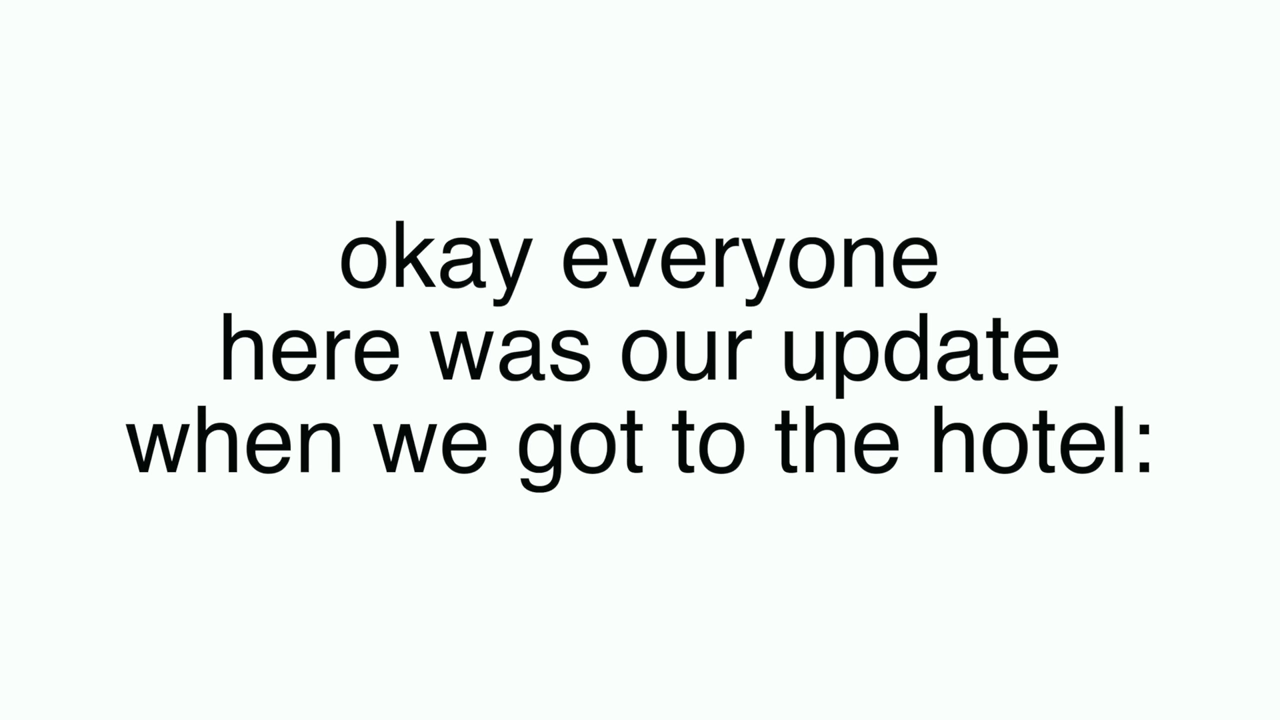 okay everyone
here was our update
when we got to the hotel: